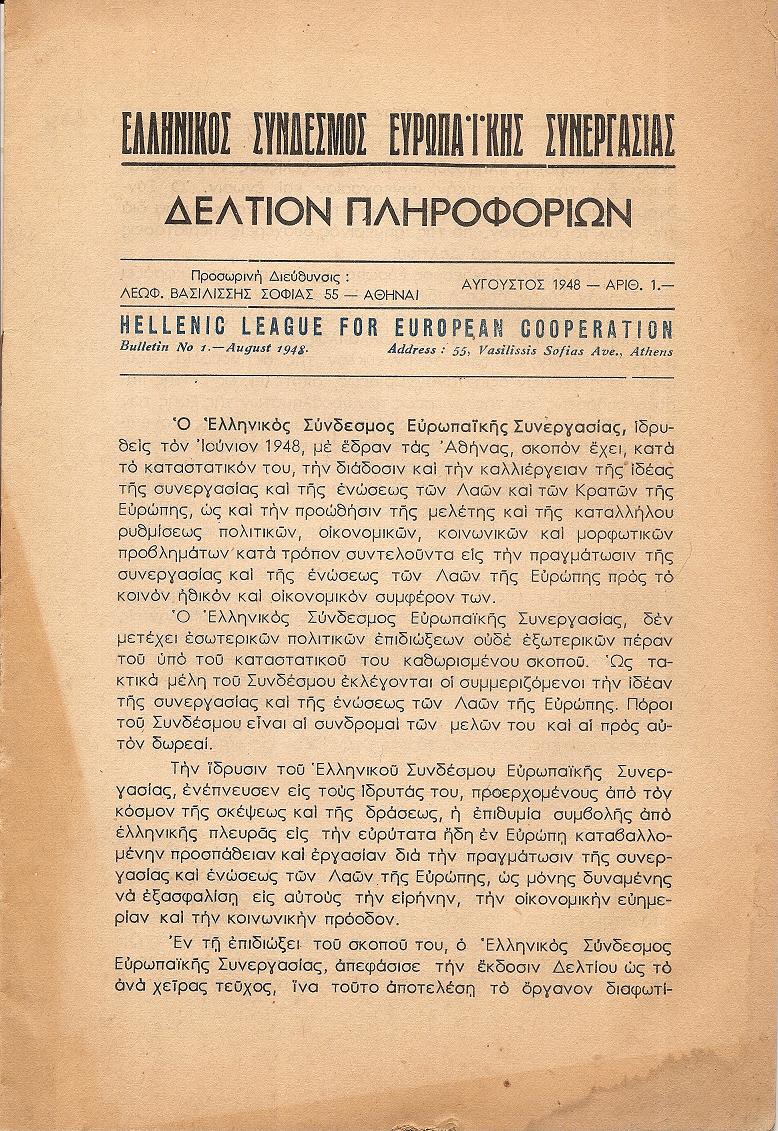 ΕΛΛΗΝΙΚΟΣ ΣΥΝΔΕΣΜΟΣ ΕΥΡΩΠΑΪΚΗΣ ΣΥΝΕΡΓΑΣΙΑΣ
ΔΕΛΤΙΟΝ ΠΛΗΡΟΦΟΡΙΩΝ
Προσωρινὴ Διεύθυνσις :
ΛΕΩΦ. ΒΑΣΙΛΙΣΣΗΣ ΣΟΦΙΑΣ 55 — ΑΘΗΝΑΙ
ΑΥΓΟΥΣΤΟΣ 1948 — ΑΡΙΘ. 1.—
HELLENIC LEAGUE FOR EUROPEAN COOPERATION
Bulletin No 1.—August 1948. Address : 55, Vasilissis Sofias Ave., Athens
Ὁ Ἑλληνικὸς Σύνδεσμος Εὐρωπαϊκῆς Συνεργασίας, ἱδρυ-
θεὶς τὸν Ἰούνιον 1948, μὲ ἕδραν τὰς Ἀθήνας, σκοπὸν ἔχει, κατὰ
τὸ καταστατικόν του, τὴν διάδοσιν καὶ τὴν καλλιέργειαν τῆς ἰδέας
τῆς συνεργασίας καὶ τῆς ἑνώσεως τῶν Λαῶν καὶ τῶν Κρατῶν τῆς
Εὐρώπης, ὡς καὶ τὴν προώθησιν τῆς μελέτης καὶ τῆς καταλλήλου
ρυθμίσεως πολιτικῶν, οἰκονομικῶν, κοινωνικῶν καὶ μορφωτικῶν
προβλημάτων κατὰ τρόπον συντελοῦντα εἰς τὴν πραγμάτωσιν τῆς
συνεργασίας καὶ τῆς ἑνώσεως τῶν Λαῶν τῆς Εὐρώπης πρὸς τὸ
κοινὸν ἠθικὸν καὶ οἰκονομικὸν συμφέρον των.
Ὁ Ἑλληνικὸς Σύνδεσμος Εὐρωπαϊκῆς Συνεργασίας, δὲν
μετέχει ἐσωτερικῶν πολιτικῶν ἐπιδιώξεων οὐδὲ ἐξωτερικῶν πέραν
τοῦ ὑπὸ τοῦ καταστατικοῦ του καθωρισμένου σκοποῦ. Ὡς τα-
κτικὰ μέλη τοῦ Συνδέσμου ἐκλέγονται οἱ συμμεριζόμενοι τὴν ἰδέαν
τῆς συνεργασίας καὶ τῆς ἑνώσεως τῶν Λαῶν τῆς Εὐρώπης. Πόροι
τοῦ Συνδέσμου εἶναι αἱ συνδρομαὶ τῶν μελῶν του καὶ αἱ πρὸς αὐ-
τὸν δωρεαί.
Τὴν ἵδρυσιν τοῦ Ἑλληνικοῦ Συνδέσμου Εὐρωπαϊκῆς Συνερ-
γασίας, ἐνέπνευσεν εἰς τοὺς ἱδρυτάς του, προερχομένους ἀπὸ τὸν
κόσμον τῆς σκέψεως καὶ τῆς δράσεως, ἡ ἐπιθυμία συμβολῆς ἀπὸ
ἑλληνικῆς πλευρᾶς εἰς τὴν εὐρύτατα ἤδη ἐν Εὐρώπῃ καταβαλλο-
μένην προσπάθειαν καὶ ἐργασίαν διὰ τὴν πραγμάτωσιν τῆς συνερ-
γασίας καὶ ἑνώσεως τῶν Λαῶν τῆς Εὐρώπης, ὡς μόνης δυναμένης
νὰ ἐξασφαλίσῃ εἰς αὐτοὺς τὴν εἰρήνην, τὴν οἰκονομικὴν εὐημε-
ρίαν καὶ τὴν κοινωνικὴν πρόοδον.
Ἐν τῇ ἐπιδιώξει τοῦ σκοποῦ του, ὁ Ἑλληνικὸς Σύνδεσμος
Εὐρωπαϊκῆς Συνεργασίας, ἀπεφάσισε τὴν ἔκδοσιν Δελτίου ὡς τὸ
ἀνὰ χεῖρας τεῦχος, ἵνα τοῦτο ἀποτελέσῃ τὸ ὄργανον διαφωτί-